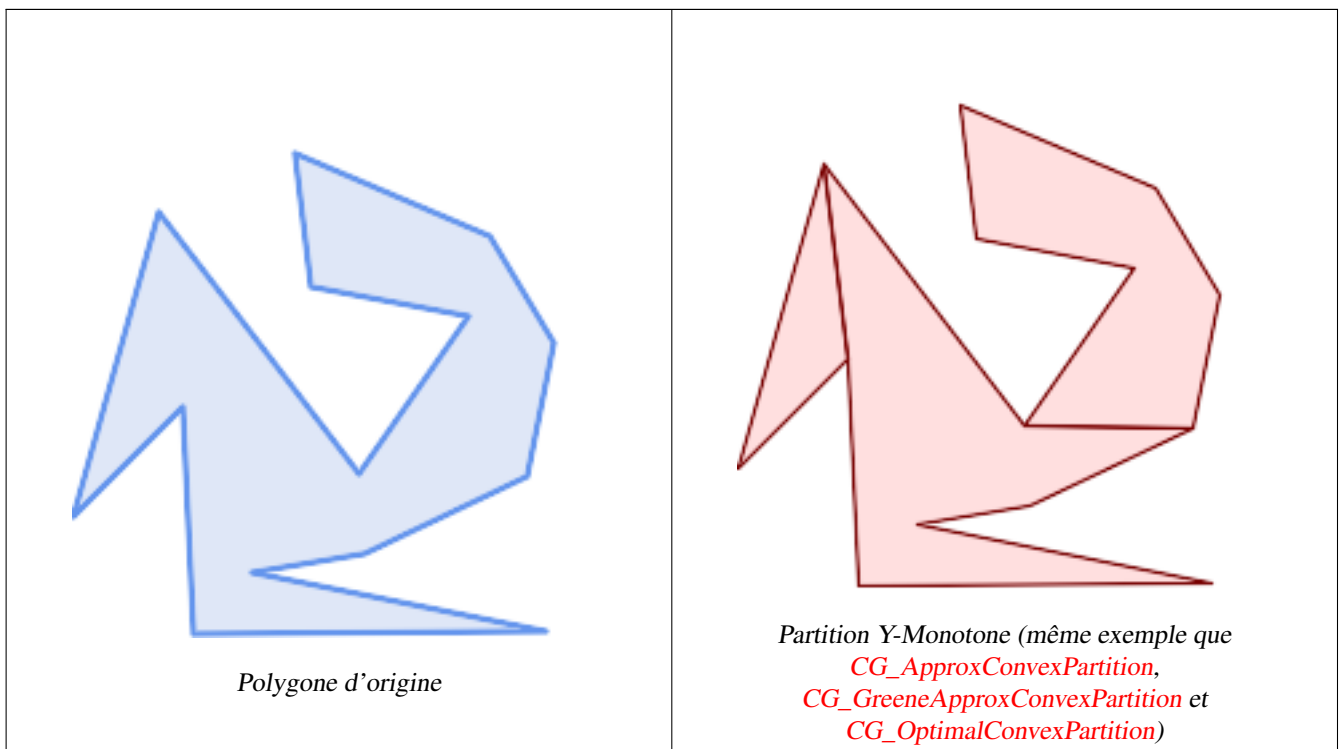 Polygone d'origine
Partition Y-Monotone (même exemple que
CG_ApproxConvexPartition,
CG_GreeneApproxConvexPartition et
CG_OptimalConvexPartition)